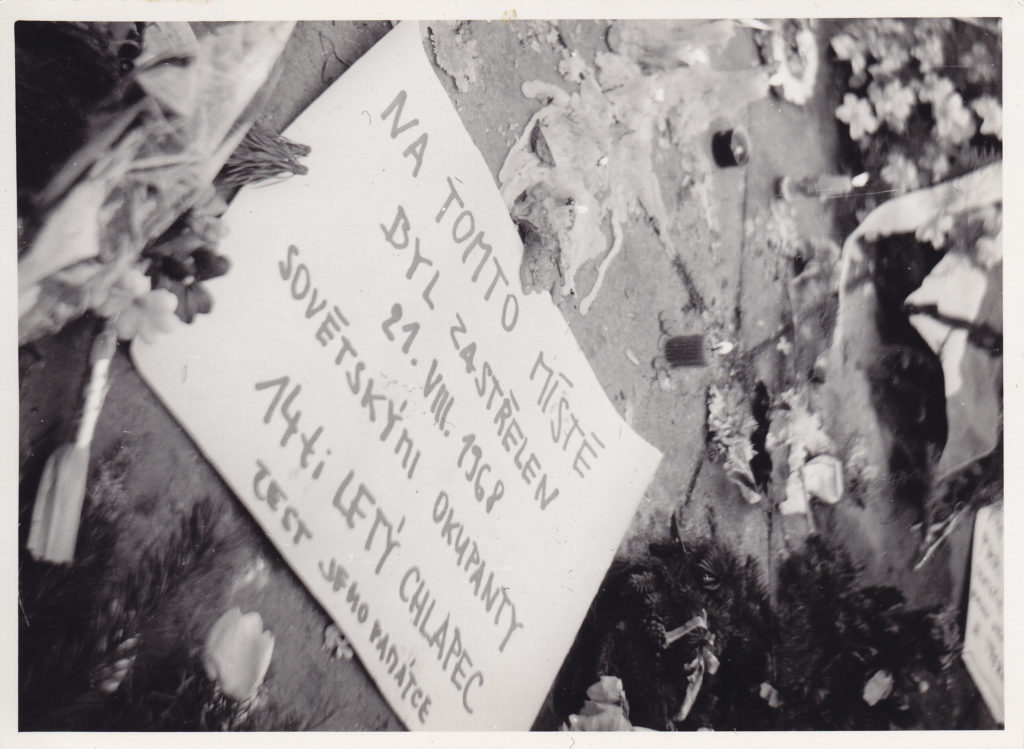 NA TOMTO MÍSTĚ
BYL ZASTŘELEN
21. VIII. 1968
SOVĚTSKÝMI OKUPANTY
14ti LETÝ CHLAPEC
ČEST JEHO PAMÁTCE